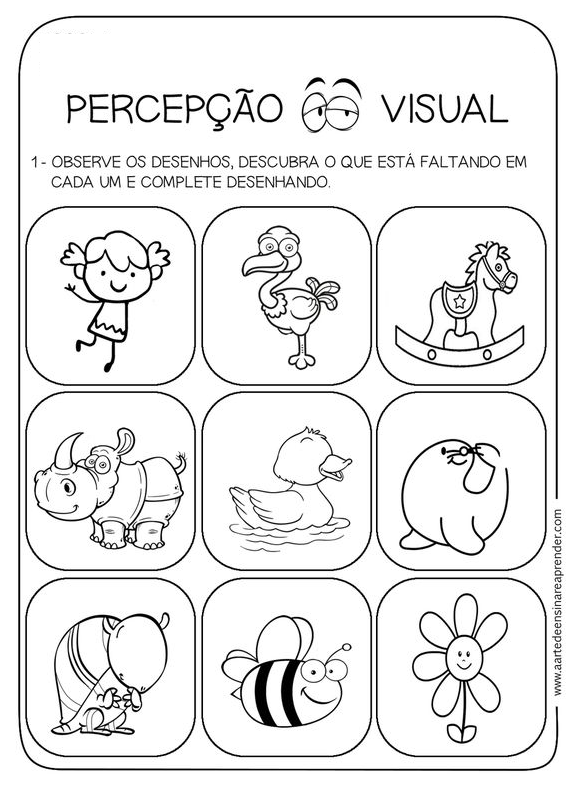 PERCEPÇÃO VISUAL
1- OBSERVE OS DESENHOS, DESCUBRA O QUE ESTÁ FALTANDO EM
CADA UM E COMPLETE DESENHANDO.
www.aartedeensinareaprender.com